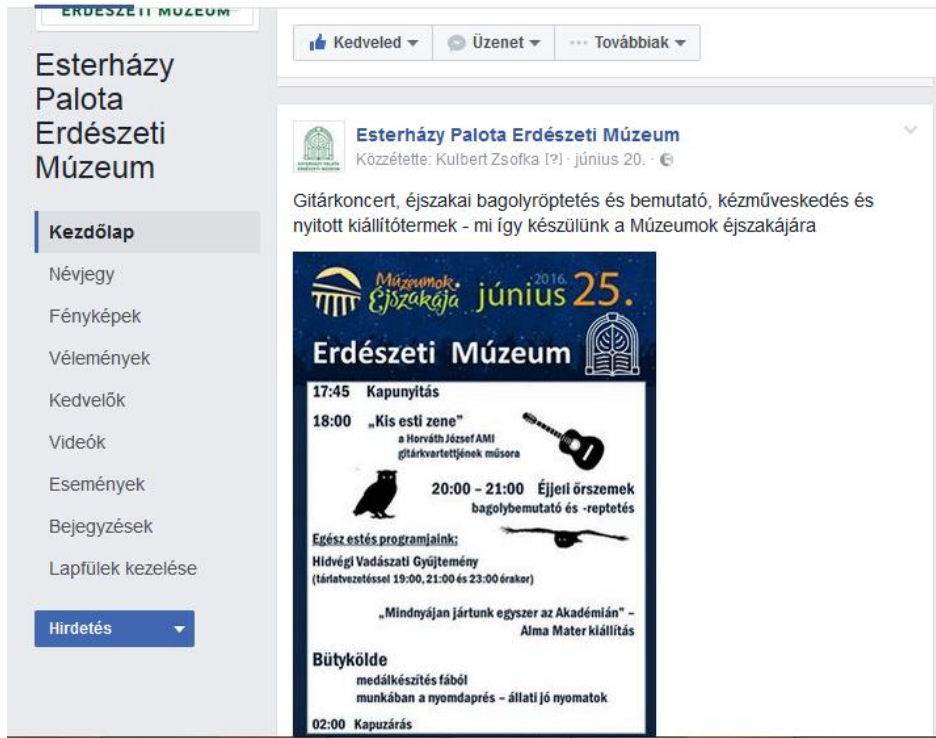 ERDÉSZETI MÚZEUM
Esterházy
Palota
Erdészeti
Múzeum
Kezdőlap
Névjegy
Fényképek
Vélemények
Kedvelők
Videók
Események
Bejegyzések
Lapfülek kezelése
Hirdetés
Kedveled
Üzenet
Továbbiak
Esterházy Palota Erdészeti Múzeum
Közzétette: Kulbert Zsofka [?] · június 20. ·
Gitárkoncert, éjszakai bagolyröptetés és bemutató, kézműveskedés és
nyitott kiállítótermek - mi így készülünk a Múzeumok éjszakájára
Múzeumok
Éjszakája
2016.
június 25.
Erdészeti Múzeum
17:45 Kapunyitás
18:00 „Kis esti zene”
a Horváth József AMI
gitárkvartettjének műsora
20:00 – 21:00 Éjjeli őrszemek
bagolybemutató és -reptetés
Egész estés programjaink:
Hidvégi Vadászati Gyűjtemény
(tárlatvezetéssel 19:00, 21:00 és 23:00 órakor)
„Mindnyájan jártunk egyszer az Akadémián” –
Alma Mater kiállítás
Bütykölde
medálkészítés fából
munkában a nyomdaprés – állati jó nyomatok
02:00 Kapuzárás